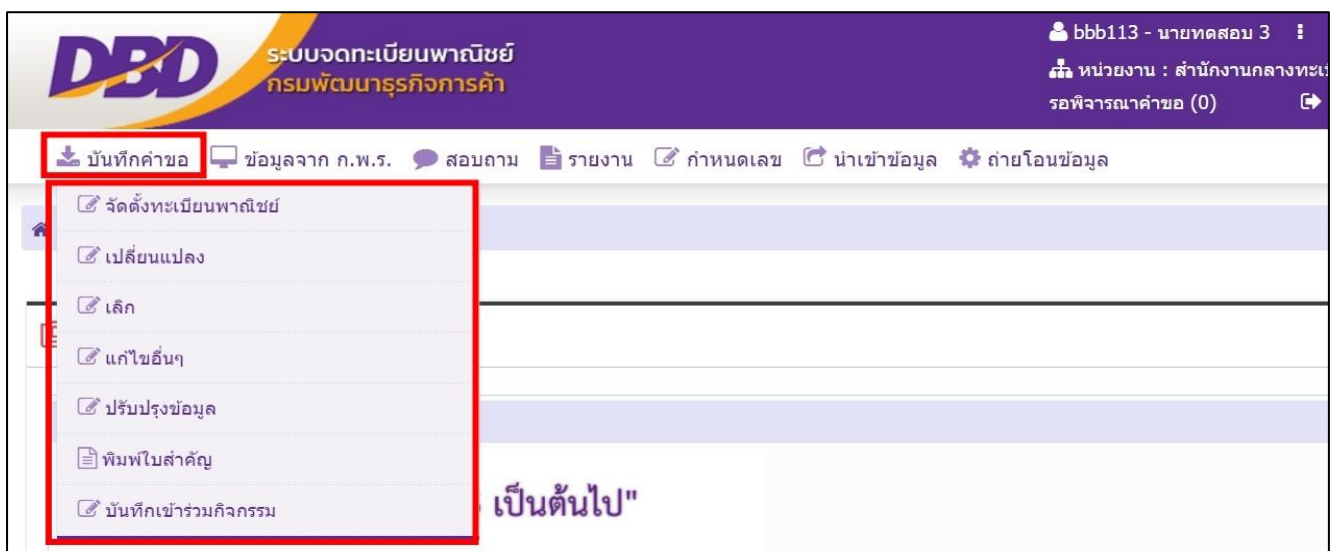 DBD
ระบบจดทะเบียนพาณิชย์
กรมพัฒนาธุรกิจการค้า
bbb113 - นายทดสอบ 3
หน่วยงาน : สำนักงานกลางทะเบ
รอพิจารณาคำขอ (0)
บันทึกคำขอ ข้อมูลจาก ก.พ.ร. สอบถาม รายงาน กำหนดเลข นำเข้าข้อมูล ถ่ายโอนข้อมูล
จัดตั้งทะเบียนพาณิชย์
เปลี่ยนแปลง
เลิก
แก้ไขอื่นๆ
ปรับปรุงข้อมูล
พิมพ์ใบสำคัญ
บันทึกเข้าร่วมกิจกรรม
เป็นต้นไป"